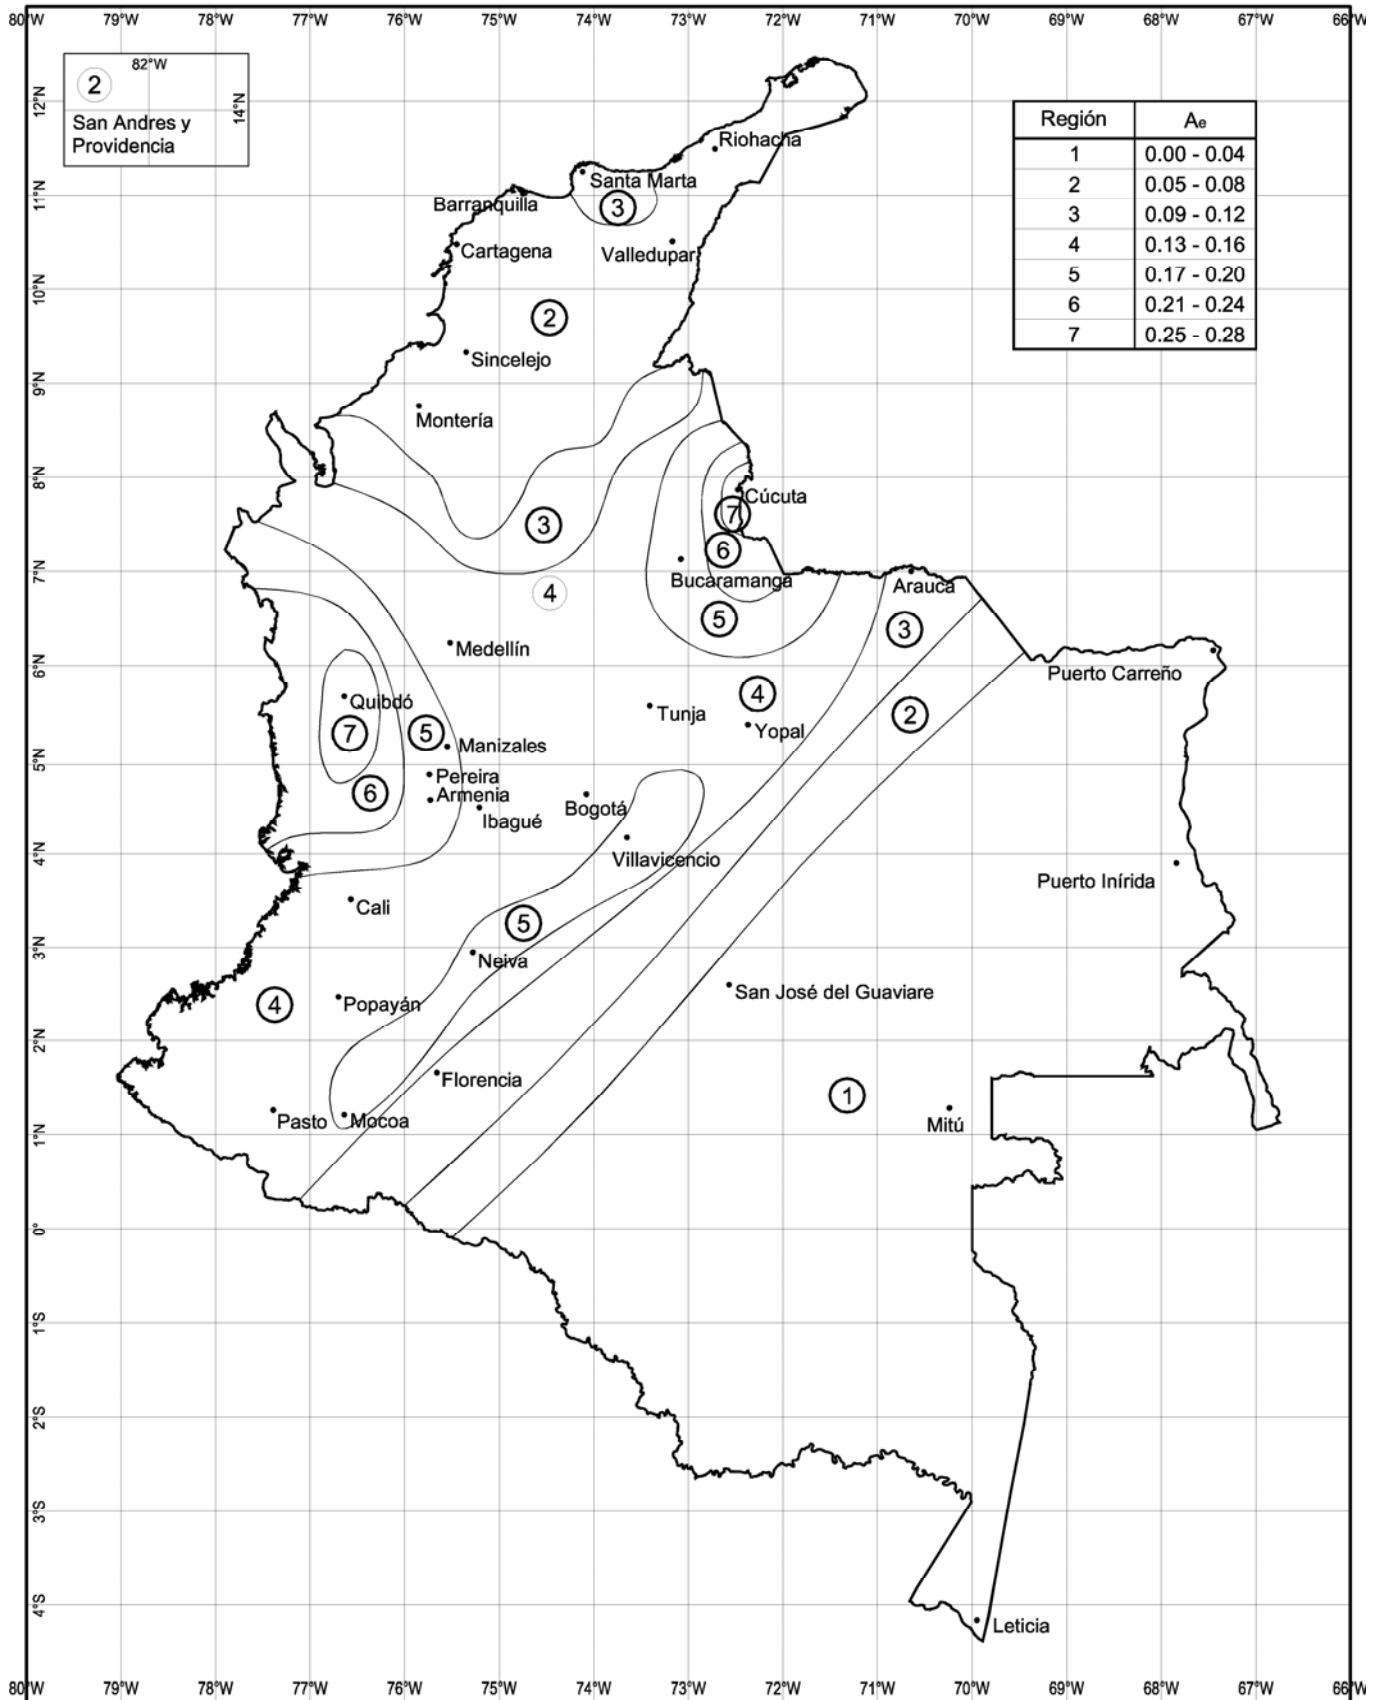 80°W 79°W 78°W 77°W 76°W 75°W 74°W 73°W 72°W 71°W 70°W 69°W 68°W 67°W 66°W
82°W
2
14°N
San Andres y
Providencia
12°N
Región Ae
1 0.00 - 0.04
2 0.05 - 0.08
3 0.09 - 0.12
4 0.13 - 0.16
5 0.17 - 0.20
6 0.21 - 0.24
7 0.25 - 0.28
Riohacha
Santa Marta
11°N
Barranquilla
3
Cartagena
Valledupar
10°N
2
Sincelejo
9°N
Montería
8°N
Cúcuta
7
3
6
7°N
Bucaramanga
Arauca
4
5
3
Medellín
6°N
Puerto Carreño
Quibdó
4
Tunja
2
7
5
Yopal
Manizales
5°N
Pereira
6
Armenia
Bogotá
Ibagué
4°N
Villavicencio
Puerto Inírida
Cali
5
3°N
Neiva
San José del Guaviare
4
Popayán
2°N
Florencia
1
Pasto
Mocoa
Mitú
1°N
0°
1°S
2°S
3°S
4°S
Leticia
80°W 79°W 78°W 77°W 76°W 75°W 74°W 73°W 72°W 71°W 70°W 69°W 68°W 67°W 66°W